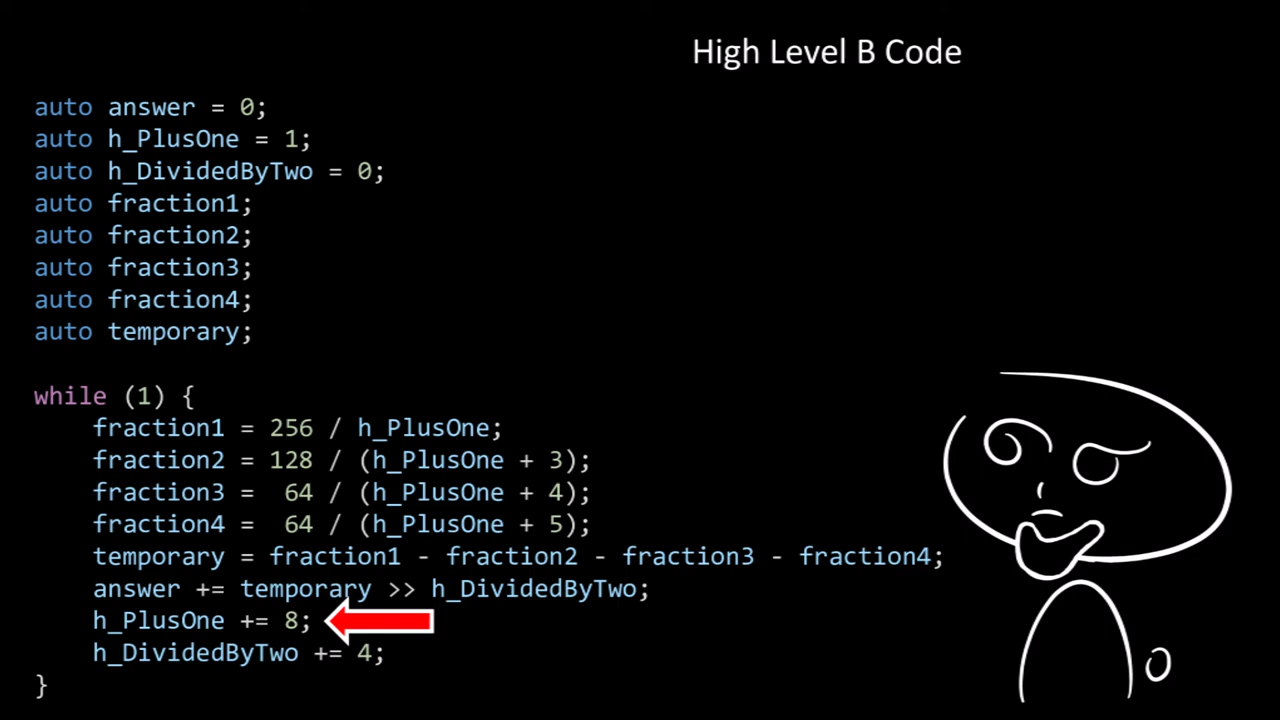 High Level B Code
auto answer = 0;
auto h_PlusOne = 1;
auto h_DividedByTwo = 0;
auto fraction1;
auto fraction2;
auto fraction3;
auto fraction4;
auto temporary;
while (1) {
fraction1 = 256 / h_PlusOne;
fraction2 = 128 / (h_PlusOne + 3);
fraction3 =  64 / (h_PlusOne + 4);
fraction4 =  64 / (h_PlusOne + 5);
temporary = fraction1 - fraction2 - fraction3 - fraction4;
answer += temporary >> h_DividedByTwo;
h_PlusOne += 8;
h_DividedByTwo += 4;
}